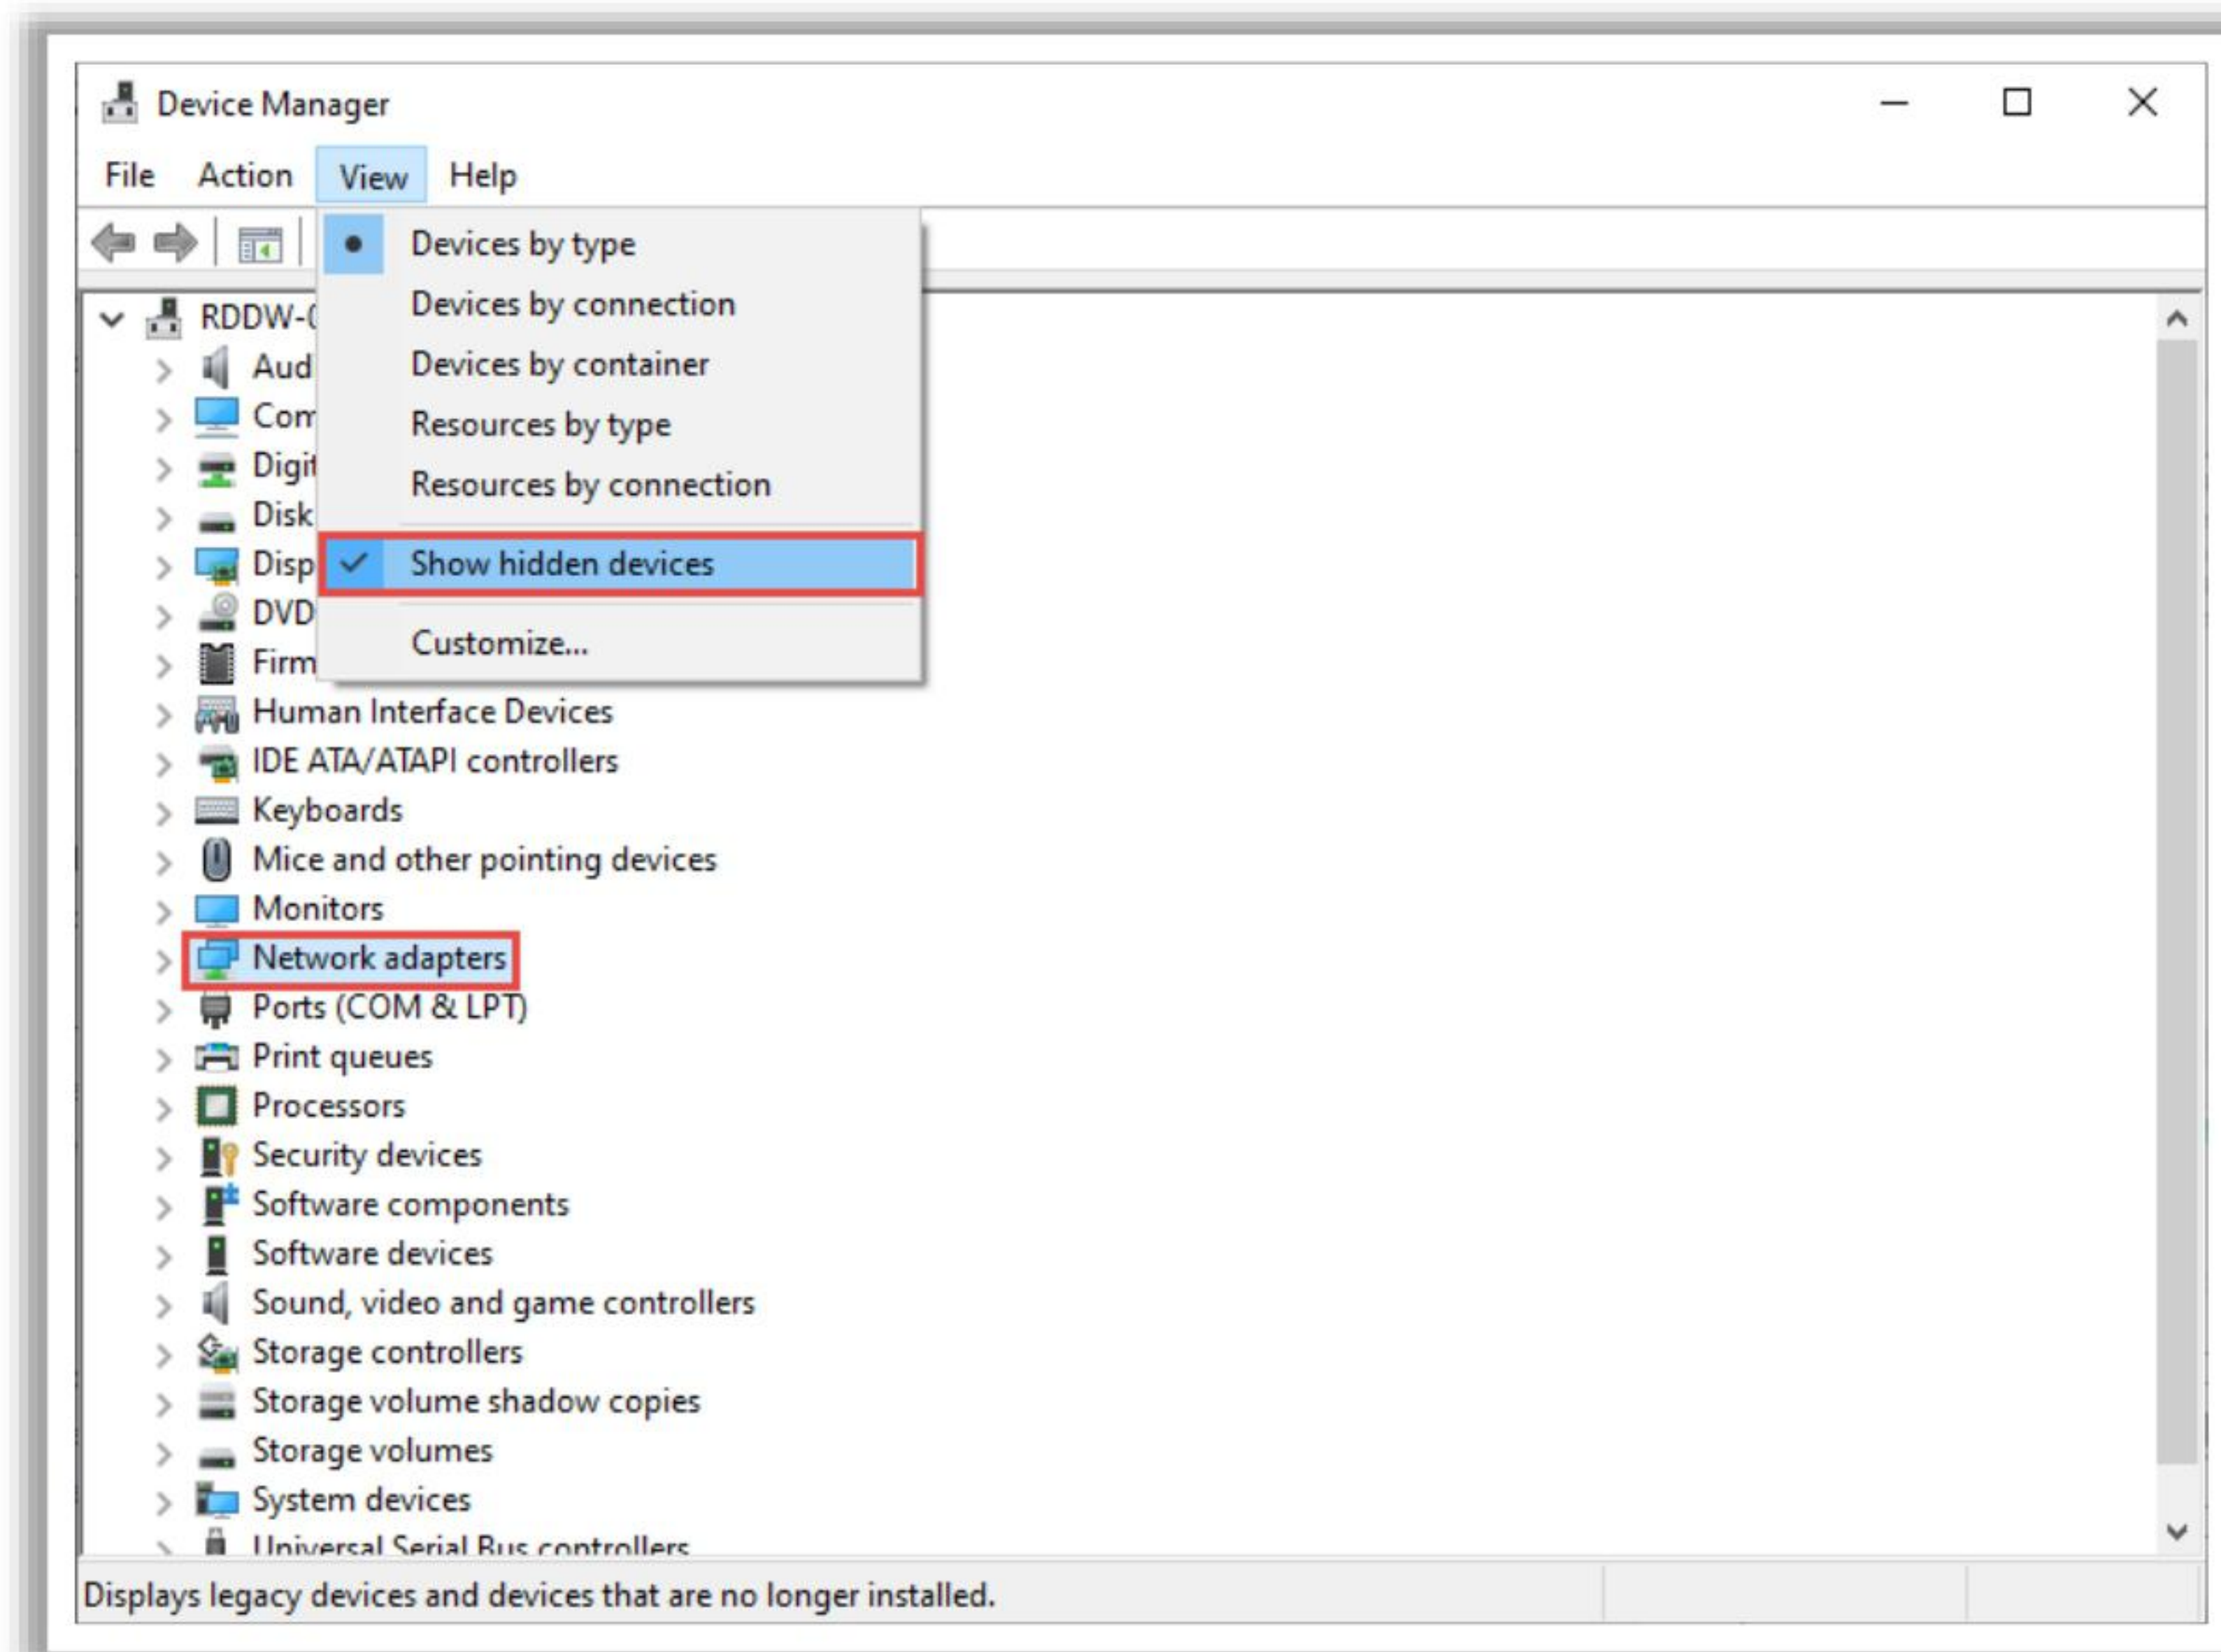 Device Manager
File Action View Help
Devices by type
Devices by connection
Devices by container
Resources by type
Resources by connection
Show hidden devices
Customize...
RDDW-
Aud
Com
Digit
Disk
Disp
DVD
Firm
Human Interface Devices
IDE ATA/ATAPI controllers
Keyboards
Mice and other pointing devices
Monitors
Network adapters
Ports (COM & LPT)
Print queues
Processors
Security devices
Software components
Software devices
Sound, video and game controllers
Storage controllers
Storage volume shadow copies
Storage volumes
System devices
Universal Serial Bus controllers
Displays legacy devices and devices that are no longer installed.